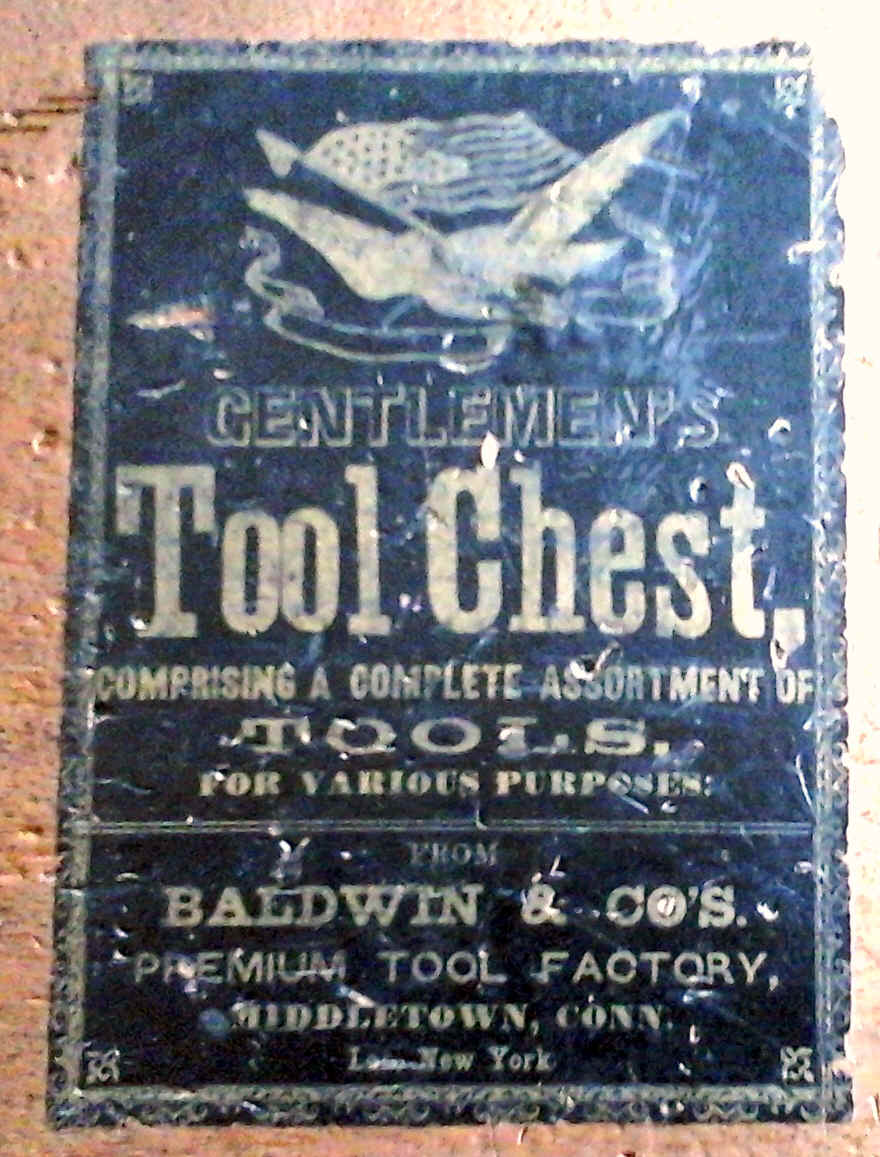 GENTLEMEN'S
Tool Chest,
COMPRISING A COMPLETE ASSORTMENT OF
TOOLS.
FOR VARIOUS PURPOSES:
FROM
BALDWIN & CO'S.
PREMIUM TOOL FACTORY,
MIDDLETOWN, CONN.
New York